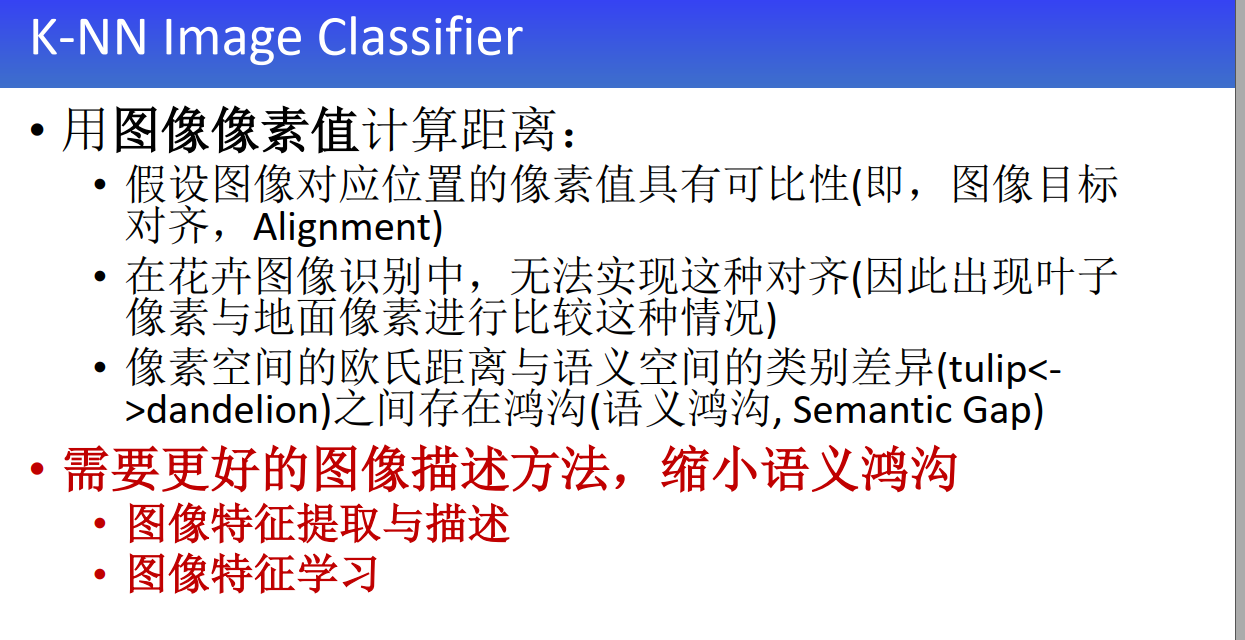 K-NN Image Classifier
• 用图像像素值计算距离：
• 假设图像对应位置的像素值具有可比性(即，图像目标
对齐，Alignment)
• 在花卉图像识别中，无法实现这种对齐(因此出现叶子
像素与地面像素进行比较这种情况)
• 像素空间的欧氏距离与语义空间的类别差异(tulip<-
>dandelion)之间存在鸿沟(语义鸿沟, Semantic Gap)
• 需要更好的图像描述方法，缩小语义鸿沟
• 图像特征提取与描述
• 图像特征学习